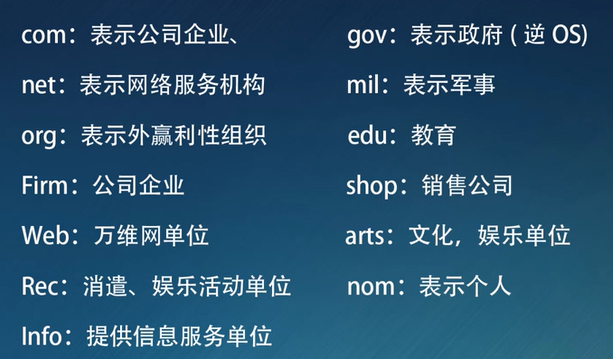 com：表示公司企业、
net：表示网络服务机构
org：表示外赢利性组织
Firm：公司企业
Web：万维网单位
Rec：消遣、娱乐活动单位
Info：提供信息服务单位
gov：表示政府 ( 逆 OS)
mil：表示军事
edu：教育
shop：销售公司
arts：文化，娱乐单位
nom：表示个人